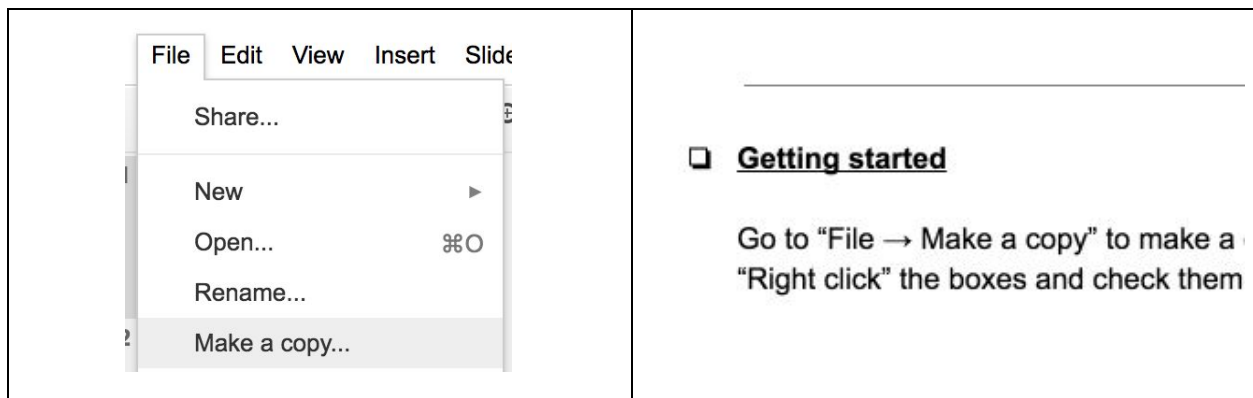 File Edit View Insert Slide
Share...
New ►
Open... ⌘O
Rename...
Make a copy...
❏ Getting started
Go to “File → Make a copy” to make a
“Right click” the boxes and check them